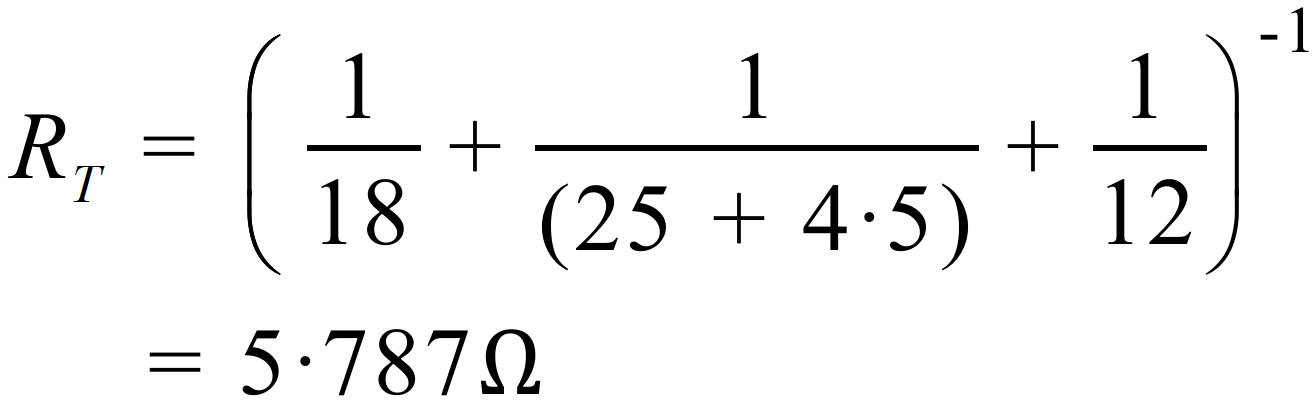 R_T = (1/18 + 1/(25 + 4·5) + 1/12)^-1
= 5·787Ω